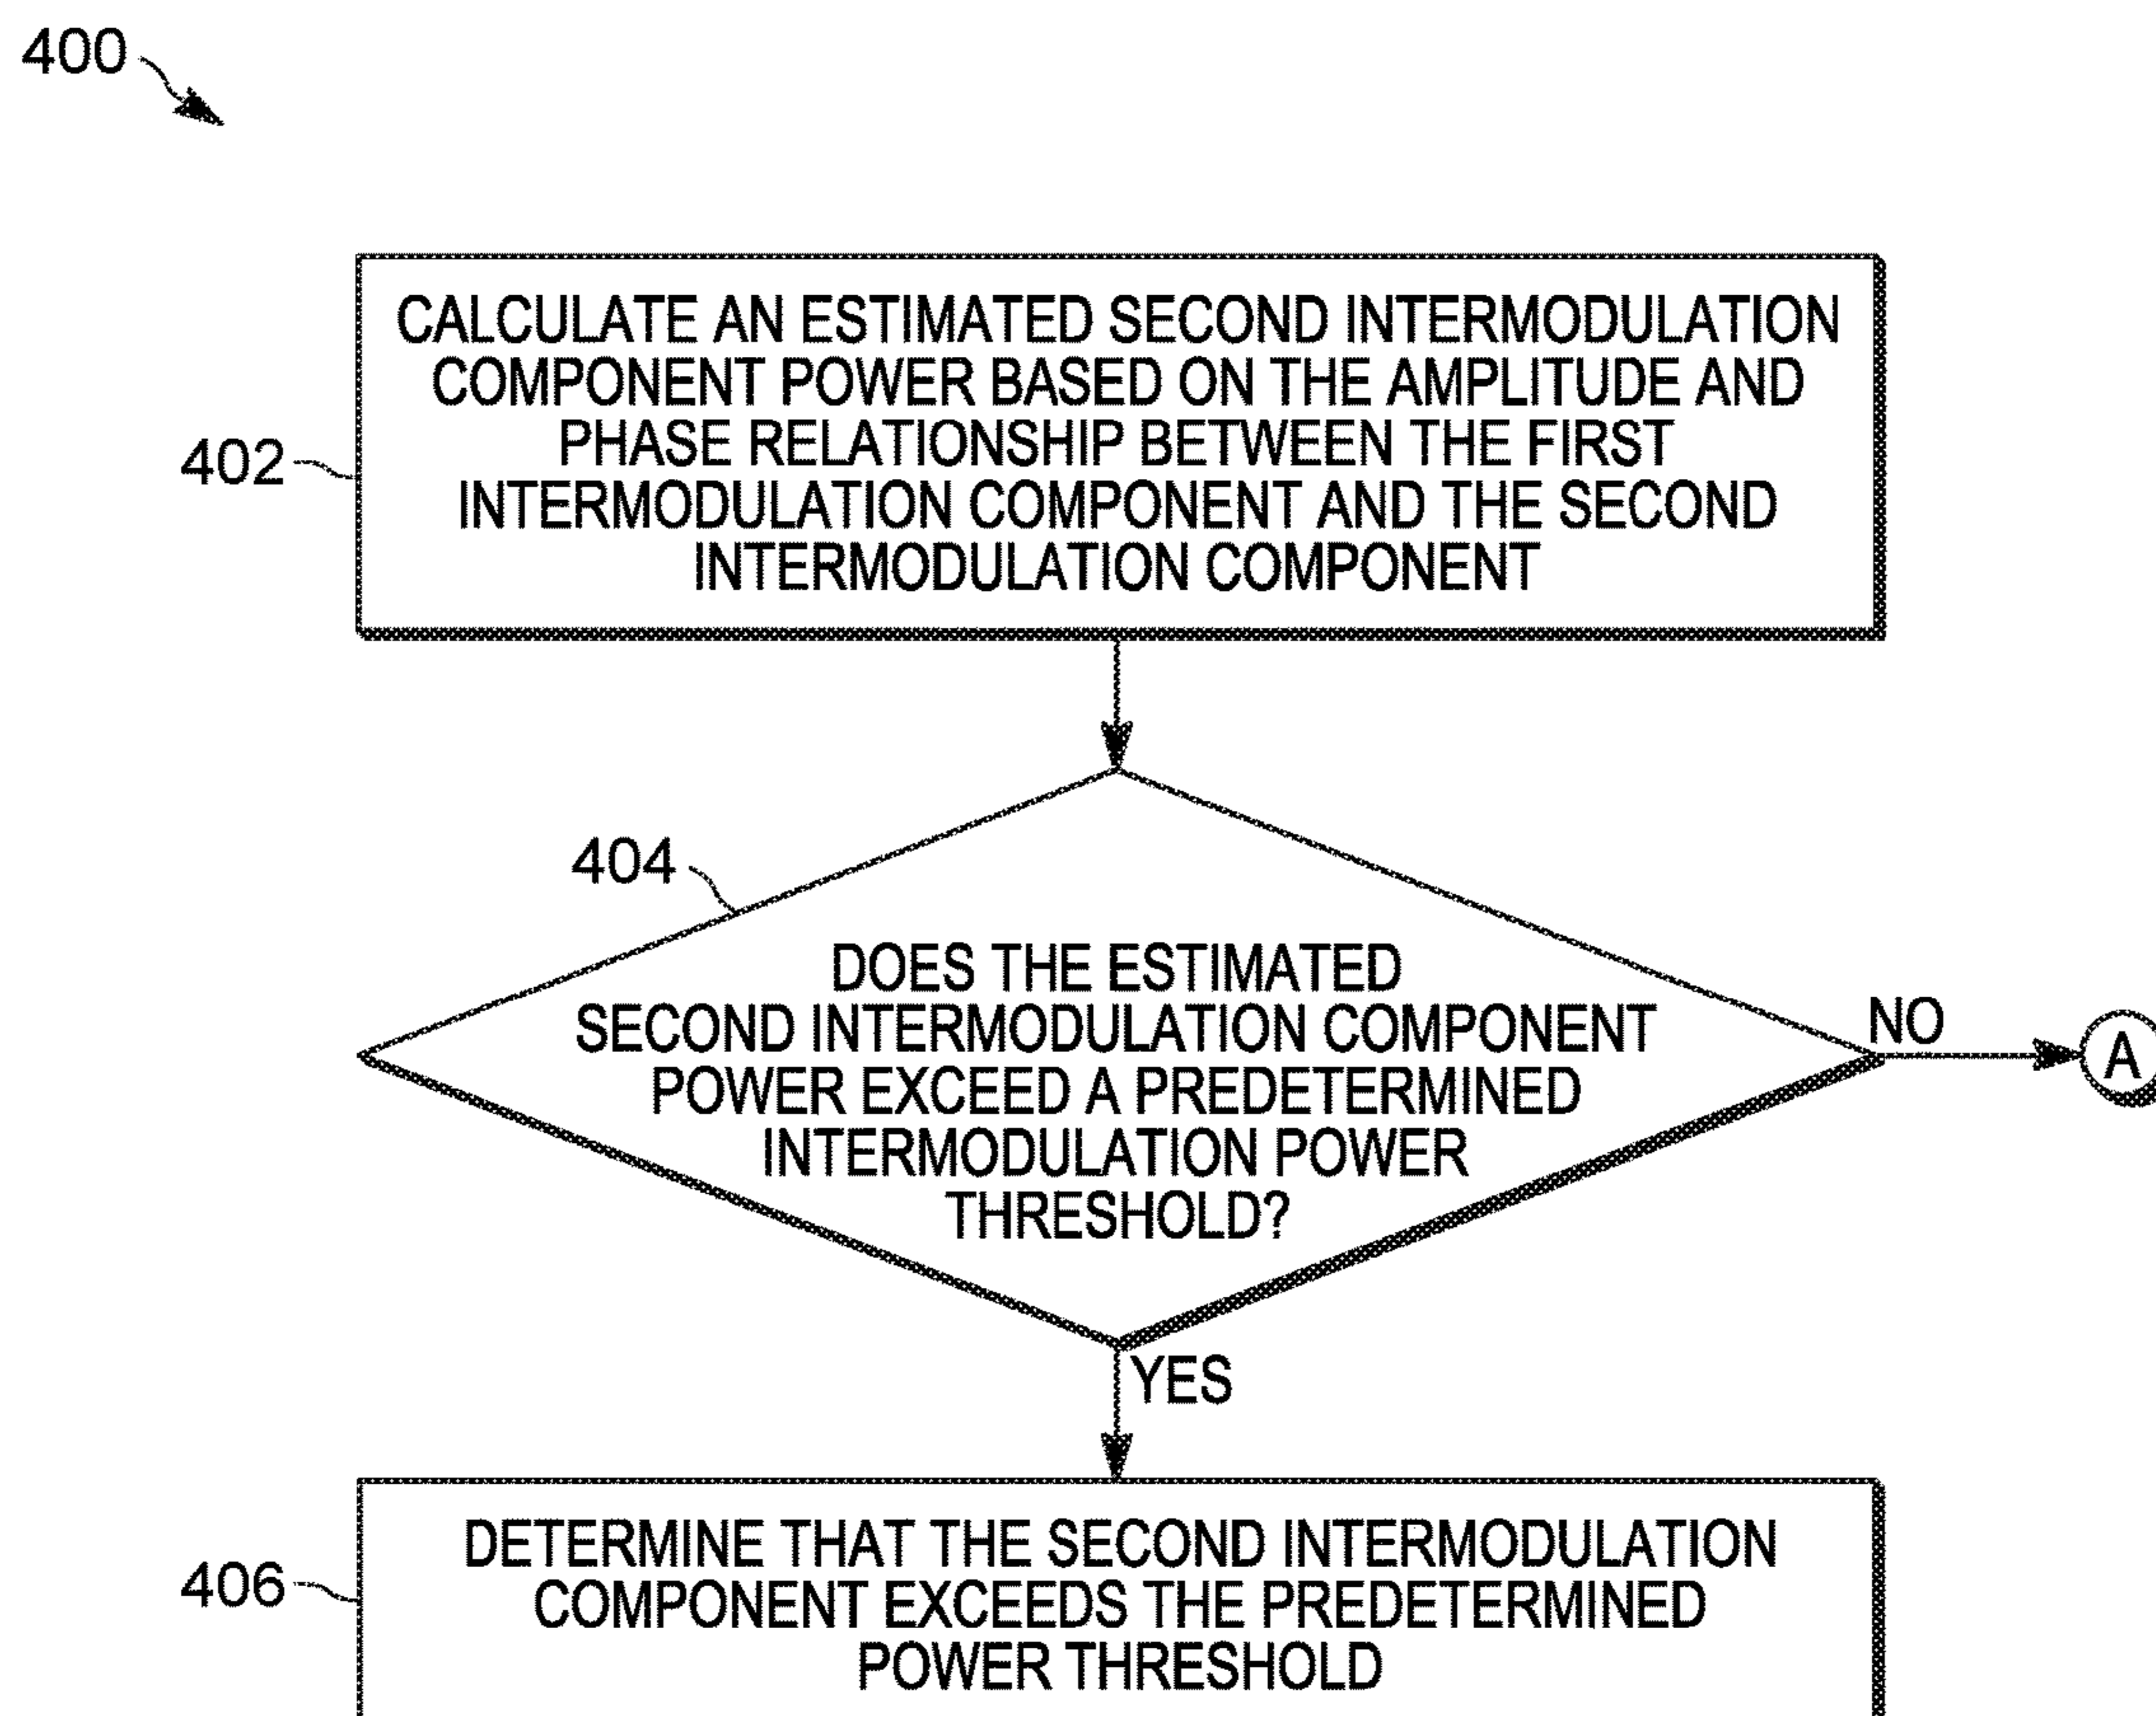 400
CALCULATE AN ESTIMATED SECOND INTERMODULATION
COMPONENT POWER BASED ON THE AMPLITUDE AND
PHASE RELATIONSHIP BETWEEN THE FIRST
INTERMODULATION COMPONENT AND THE SECOND
INTERMODULATION COMPONENT
402
404
DOES THE ESTIMATED
SECOND INTERMODULATION COMPONENT
POWER EXCEED A PREDETERMINED
INTERMODULATION POWER
THRESHOLD?
NO
A
YES
DETERMINE THAT THE SECOND INTERMODULATION
COMPONENT EXCEEDS THE PREDETERMINED
POWER THRESHOLD
406